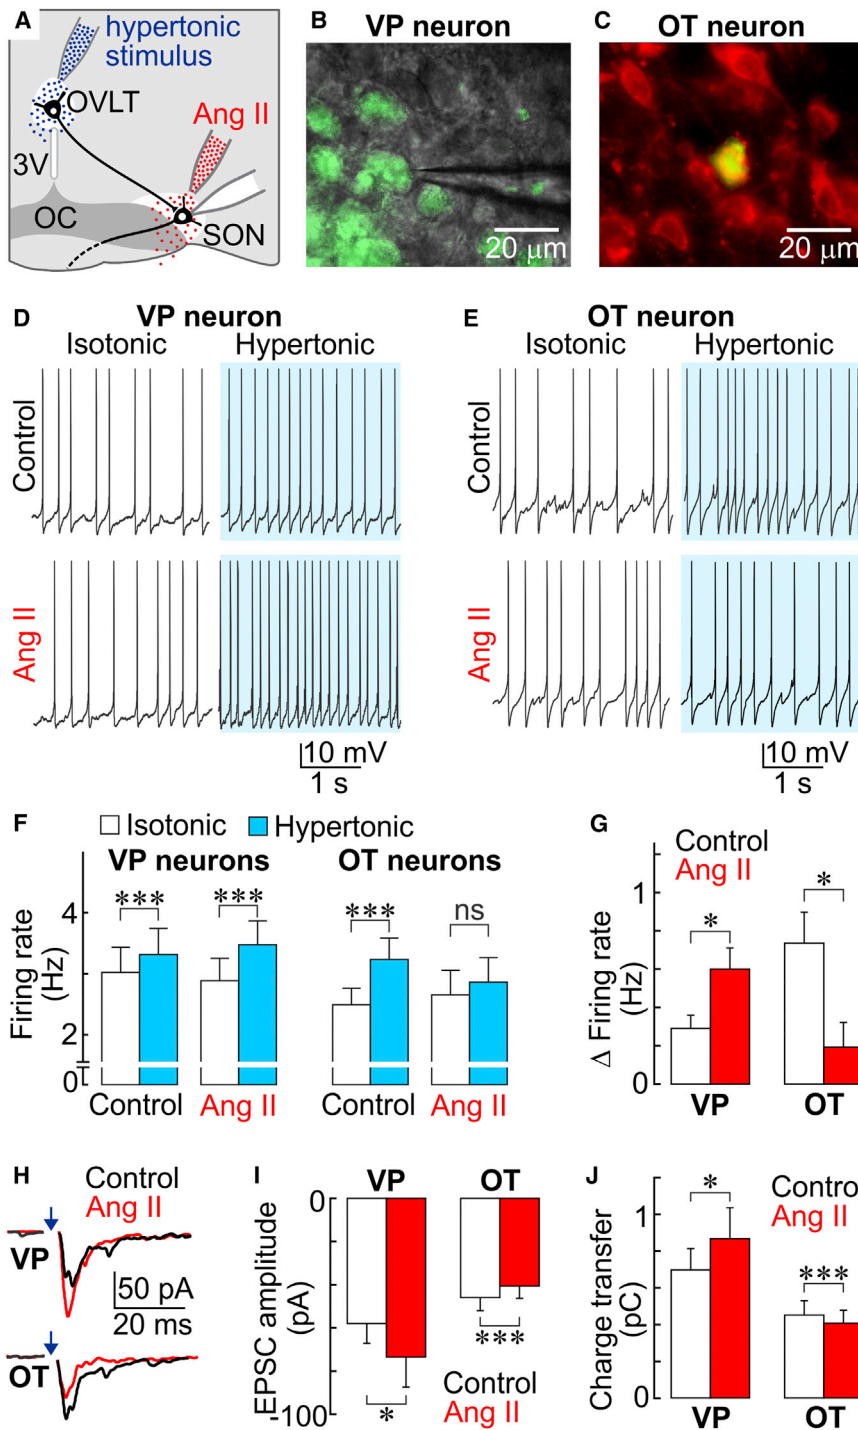 A
hypertonic
stimulus
OVLT
Ang II
3V
OC
SON
B VP neuron
20 µm
C OT neuron
20 µm
D VP neuron
Isotonic Hypertonic
Control
Ang II
10 mV
1 s
E OT neuron
Isotonic Hypertonic
Control
Ang II
10 mV
1 s
F Isotonic Hypertonic
VP neurons OT neurons
Firing rate
(Hz)
4
2
0
*** *** *** ns
Control Ang II Control Ang II
G
Control
Ang II
Δ Firing rate
(Hz)
1
0
* *
VP OT
H Control
Ang II
VP
50 pA
20 ms
OT
I VP OT
EPSC amplitude
(pA)
0
-100
*
***
Control
Ang II
J
Control
Ang II
Charge transfer
(pC)
1
0
*
***
VP OT